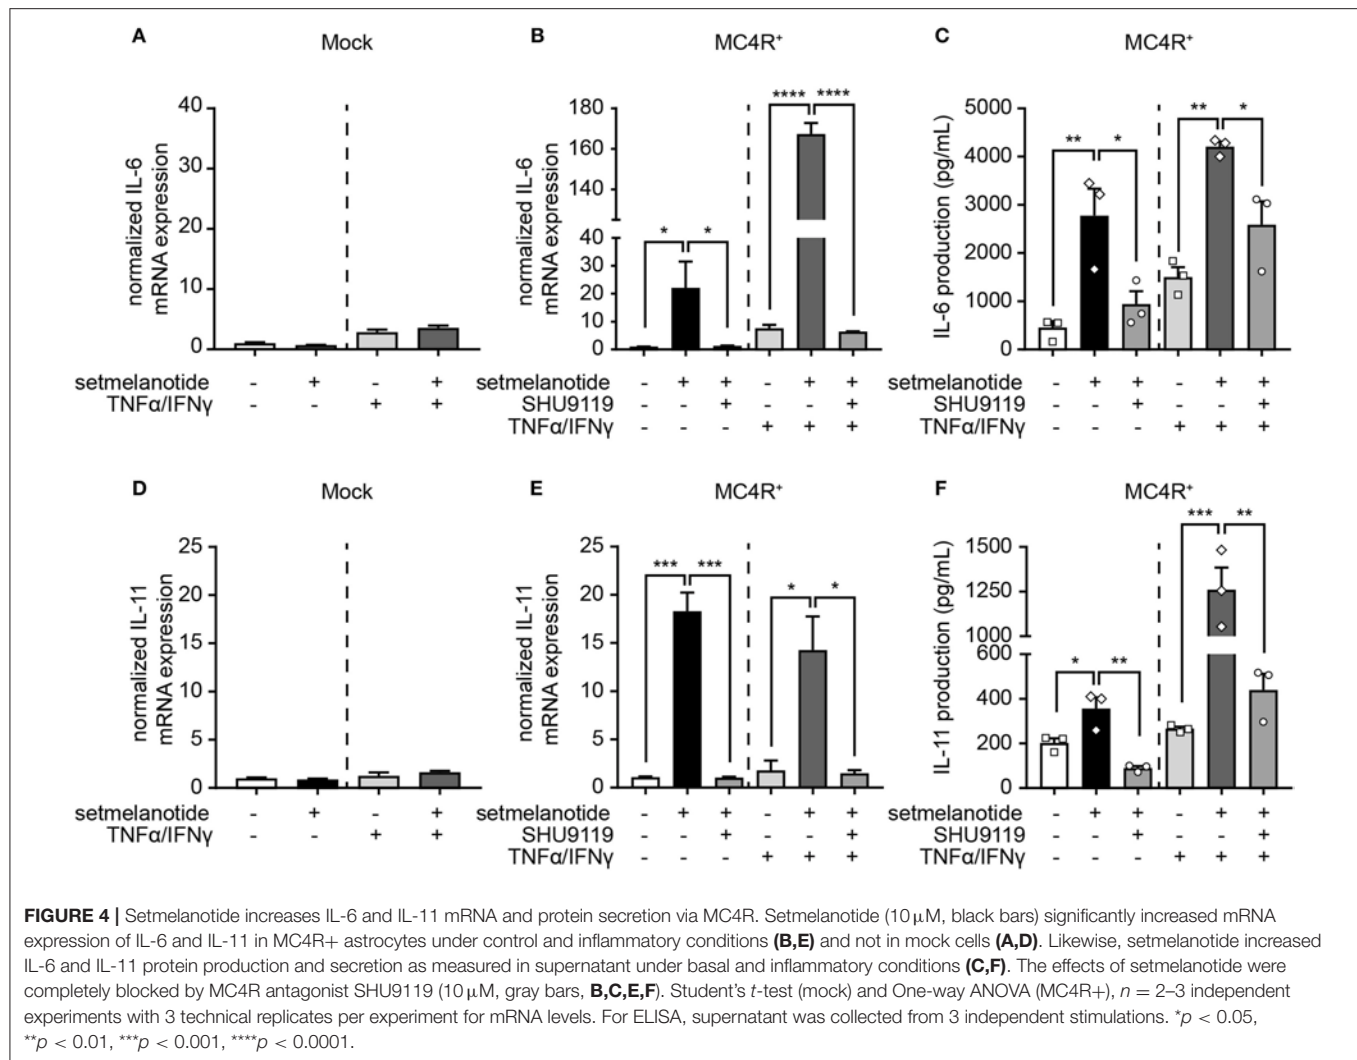 A
Mock
normalized IL-6
mRNA expression
40
30
20
10
0
setmelanotide - + - +
TNFα/IFNγ - - + +
B
MC4R⁺
normalized IL-6
mRNA expression
180
160
140
40
30
20
10
0
* *
**** ****
setmelanotide - + + - + +
SHU9119 - - + - - +
TNFα/IFNγ - - - + + +
C
MC4R⁺
IL-6 production (pg/mL)
5000
4000
3000
2000
1000
0
** *
** *
setmelanotide - + + - + +
SHU9119 - - + - - +
TNFα/IFNγ - - - + + +
D
Mock
normalized IL-11
mRNA expression
25
20
15
10
5
0
setmelanotide - + - +
TNFα/IFNγ - - + +
E
MC4R⁺
normalized IL-11
mRNA expression
25
20
15
10
5
0
*** ***
* *
setmelanotide - + + - + +
SHU9119 - - + - - +
TNFα/IFNγ - - - + + +
F
MC4R⁺
IL-11 production (pg/mL)
1500
1250
1000
600
400
200
0
* **
*** **
setmelanotide - + + - + +
SHU9119 - - + - - +
TNFα/IFNγ - - - + + +
FIGURE 4 | Setmelanotide increases IL-6 and IL-11 mRNA and protein secretion via MC4R. Setmelanotide (10 μM, black bars) significantly increased mRNA
expression of IL-6 and IL-11 in MC4R+ astrocytes under control and inflammatory conditions (B,E) and not in mock cells (A,D). Likewise, setmelanotide increased
IL-6 and IL-11 protein production and secretion as measured in supernatant under basal and inflammatory conditions (C,F). The effects of setmelanotide were
completely blocked by MC4R antagonist SHU9119 (10 μM, gray bars, B,C,E,F). Student's t-test (mock) and One-way ANOVA (MC4R+), n = 2–3 independent
experiments with 3 technical replicates per experiment for mRNA levels. For ELISA, supernatant was collected from 3 independent stimulations. *p < 0.05,
**p < 0.01, ***p < 0.001, ****p < 0.0001.